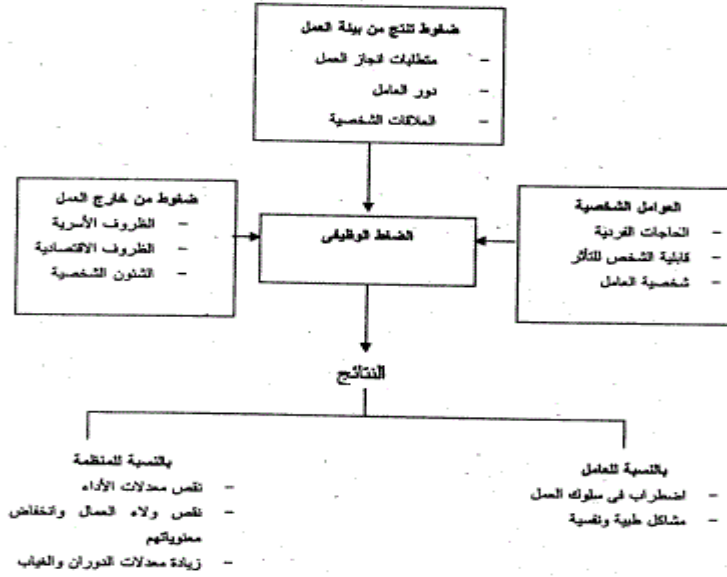 ضغوط تنتج من بيئة العمل
- متطلبات انجاز العمل
- دور العامل
- العلاقات الشخصية
العوامل الشخصية
- الحاجات الفردية
- قابلية الشخص للتأثر
- شخصية العامل
الضغط الوظيفى
ضغوط من خارج العمل
- الظروف الأسرية
- الظروف الاقتصادية
- الشئون الشخصية
النتائج
بالنسبة للعامل
- اضطراب فى سلوك العمل
- مشاكل طبية ونفسية
بالنسبة للمنظمة
- نقص معدلات الأداء
- نقص ولاء العمال وانخفاض
معنوياتهم
- زيادة معدلات الدوران والغياب